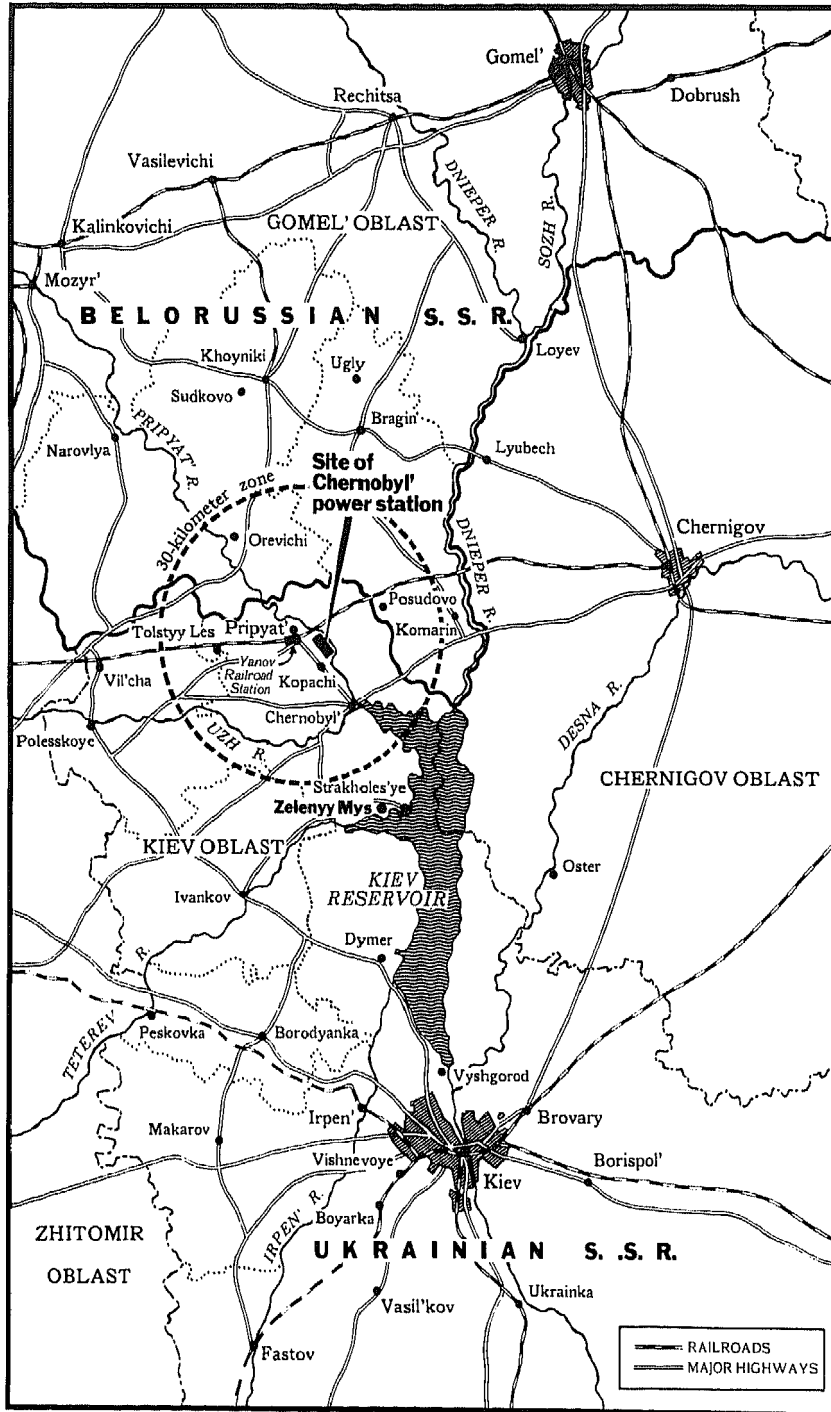 Gomel'
Dobrush
Rechitsa
Vasilevichi
DNIEPER R.
SOZH R.
Kalinkovichi
GOMEL' OBLAST
Mozyr'
BELORUSSIAN S.S.R.
Loyev
Khoyniki
Ugly
Sudkovo
Bragin
PRIPYAT' R.
Narovlya
Lyubech
Site of
Chernobyl'
power station
30-kilometer zone
Chernigov
Orevichi
DNIEPER R.
Posudovo
Tolstyy Les
Pripyat'
Komarin
Yanov
Railroad
Station
Vil'cha
Kopachi
DESNA R.
Chernobyl'
Polesskoye
UZH R.
Strakholes'ye
CHERNIGOV OBLAST
Zelenyy Mys
KIEV OBLAST
Oster
KIEV
RESERVOIR
Ivankov
Dymer
TETEREV R.
Peskovka
Borodyanka
Vyshgorod
Irpen'
Brovary
Makarov
Vishnevoye
Borispol'
Kiev
IRPEN' R.
Boyarka
ZHITOMIR
OBLAST
UKRAINIAN S. .S.R.
Vasil'kov
Ukrainka
Fastov
RAILROADS
MAJOR HIGHWAYS